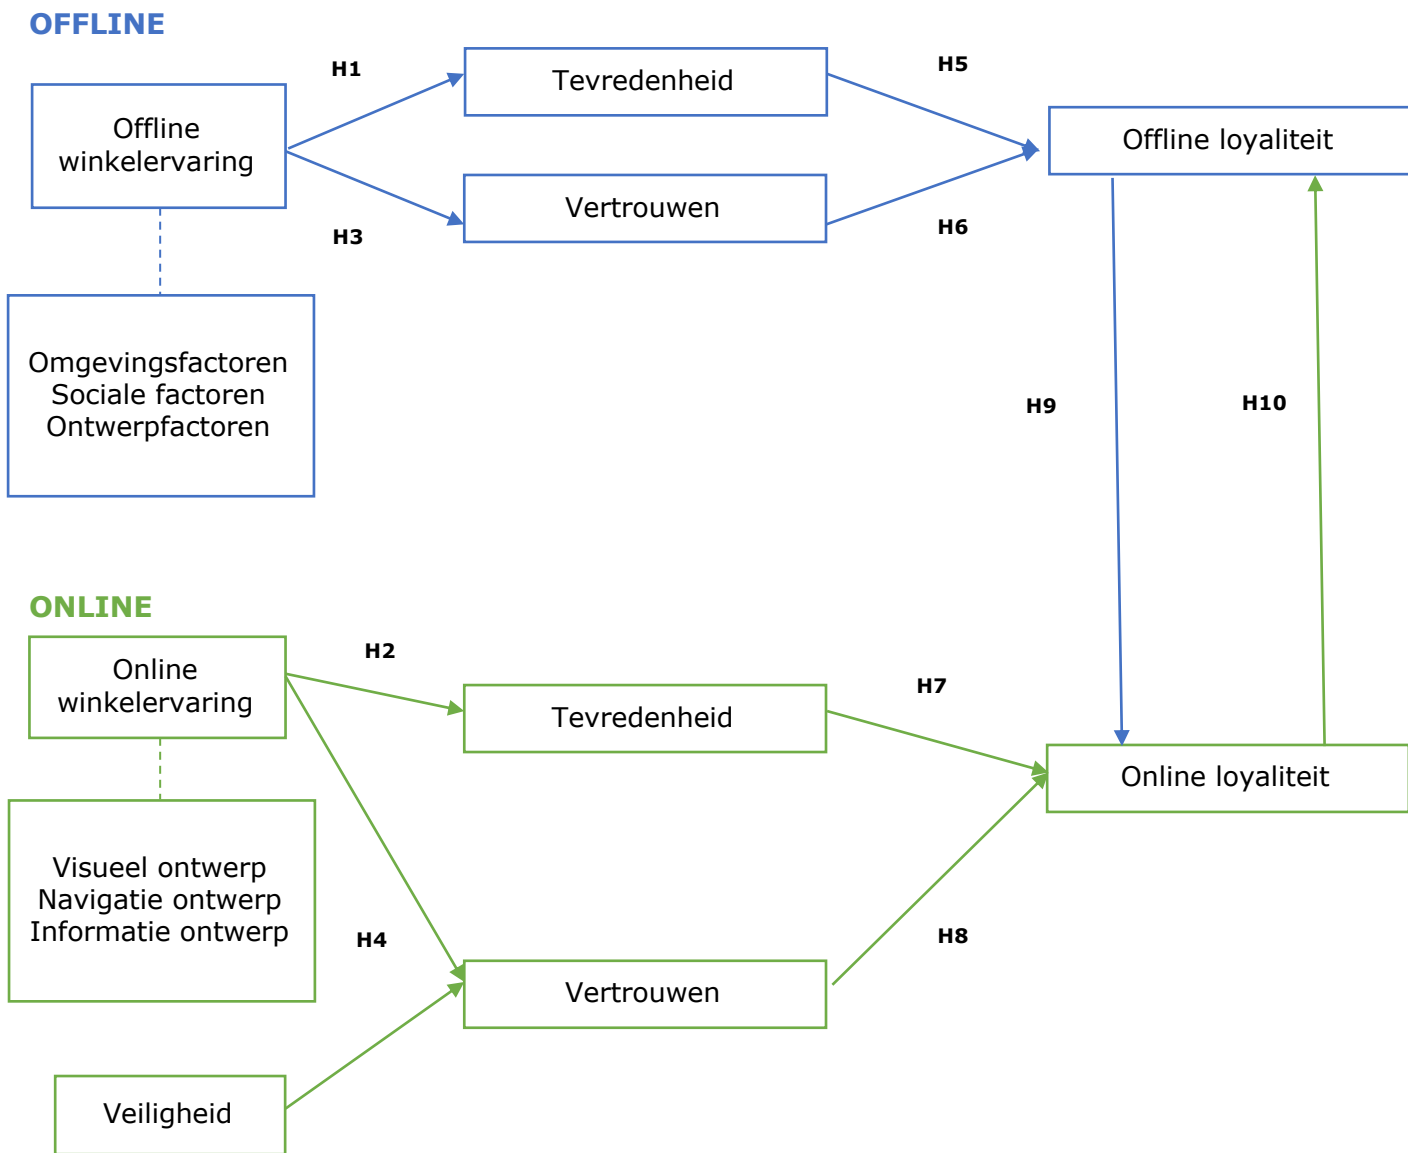 OFFLINE
H1
Tevredenheid
H5
Offline
winkelervaring
Offline loyaliteit
Vertrouwen
H3
H6
Omgevingsfactoren
Sociale factoren
Ontwerpfactoren
H9
H10
ONLINE
H2
Online
winkelervaring
Tevredenheid
H7
Online loyaliteit
Visueel ontwerp
Navigatie ontwerp
Informatie ontwerp
H4
H8
Vertrouwen
Veiligheid